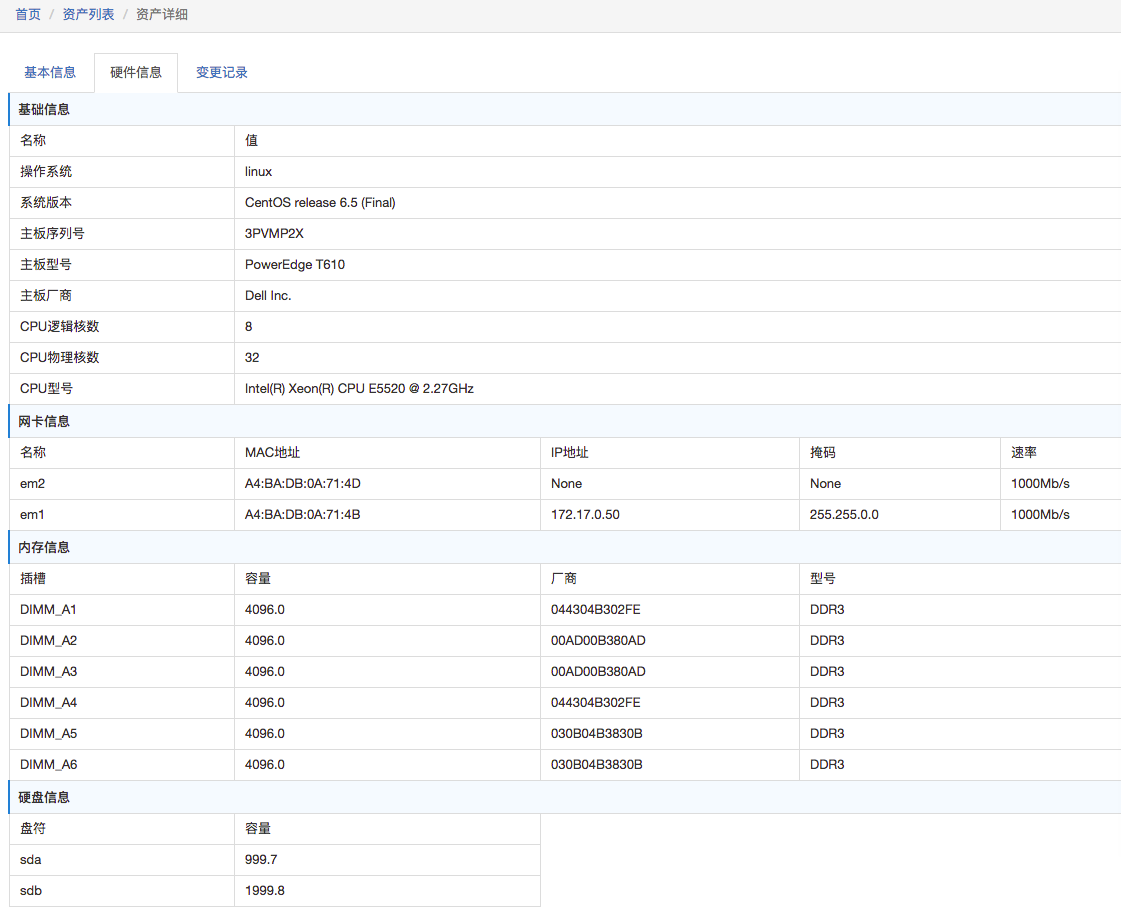 首页 / 资产列表 / 资产详细
基本信息 硬件信息 变更记录
基础信息
名称 值
操作系统 linux
系统版本 CentOS release 6.5 (Final)
主板序列号 3PVMP2X
主板型号 PowerEdge T610
主板厂商 Dell Inc.
CPU逻辑核数 8
CPU物理核数 32
CPU型号 Intel(R) Xeon(R) CPU E5520 @ 2.27GHz
网卡信息
名称 MAC地址 IP地址 掩码 速率
em2 A4:BA:DB:0A:71:4D None None 1000Mb/s
em1 A4:BA:DB:0A:71:4B 172.17.0.50 255.255.0.0 1000Mb/s
内存信息
插槽 容量 厂商 型号
DIMM_A1 4096.0 044304B302FE DDR3
DIMM_A2 4096.0 00AD00B380AD DDR3
DIMM_A3 4096.0 00AD00B380AD DDR3
DIMM_A4 4096.0 044304B302FE DDR3
DIMM_A5 4096.0 030B04B3830B DDR3
DIMM_A6 4096.0 030B04B3830B DDR3
硬盘信息
盘符 容量
sda 999.7
sdb 1999.8